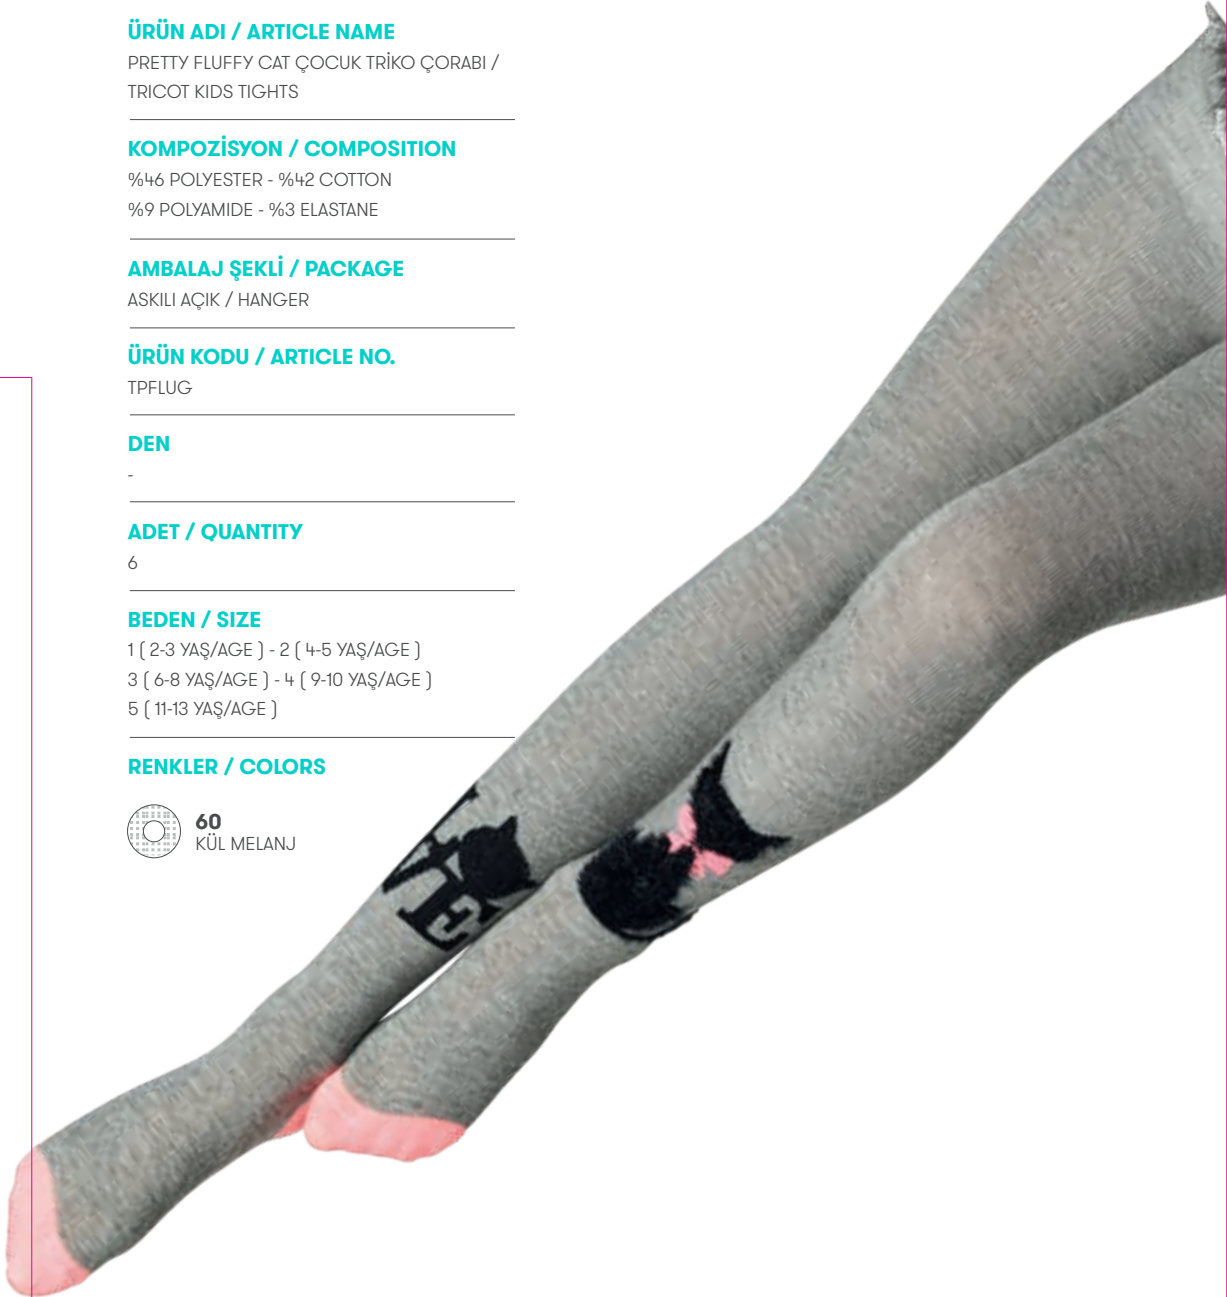 ÜRÜN ADI / ARTICLE NAME
PRETTY FLUFFY CAT ÇOCUK TRİKO ÇORABI /
TRICOT KIDS TIGHTS
KOMPOZİSYON / COMPOSITION
%46 POLYESTER - %42 COTTON
%9 POLYAMIDE - %3 ELASTANE
AMBALAJ ŞEKLİ / PACKAGE
ASKILI AÇIK / HANGER
ÜRÜN KODU / ARTICLE NO.
TPFLUG
DEN
-
ADET / QUANTITY
6
BEDEN / SIZE
1 ( 2-3 YAŞ/AGE ) - 2 ( 4-5 YAŞ/AGE )
3 ( 6-8 YAŞ/AGE ) - 4 ( 9-10 YAŞ/AGE )
5 ( 11-13 YAŞ/AGE )
RENKLER / COLORS
60
KÜL MELANJ